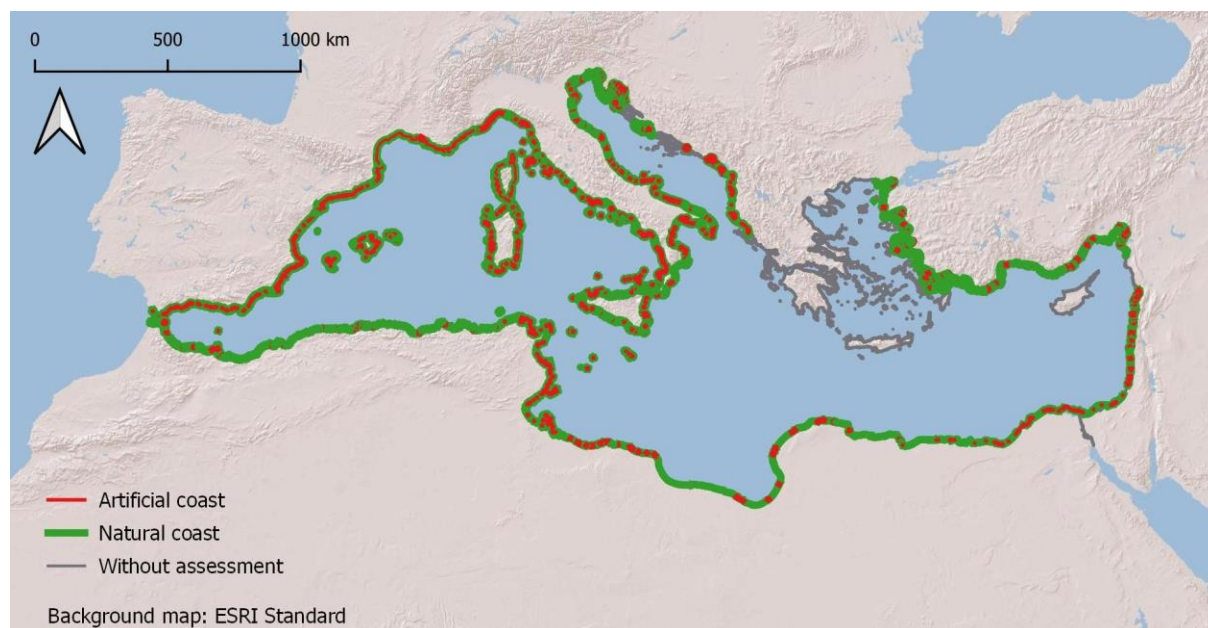 0 500 1000 km
Artificial coast
Natural coast
Without assessment
Background map: ESRI Standard